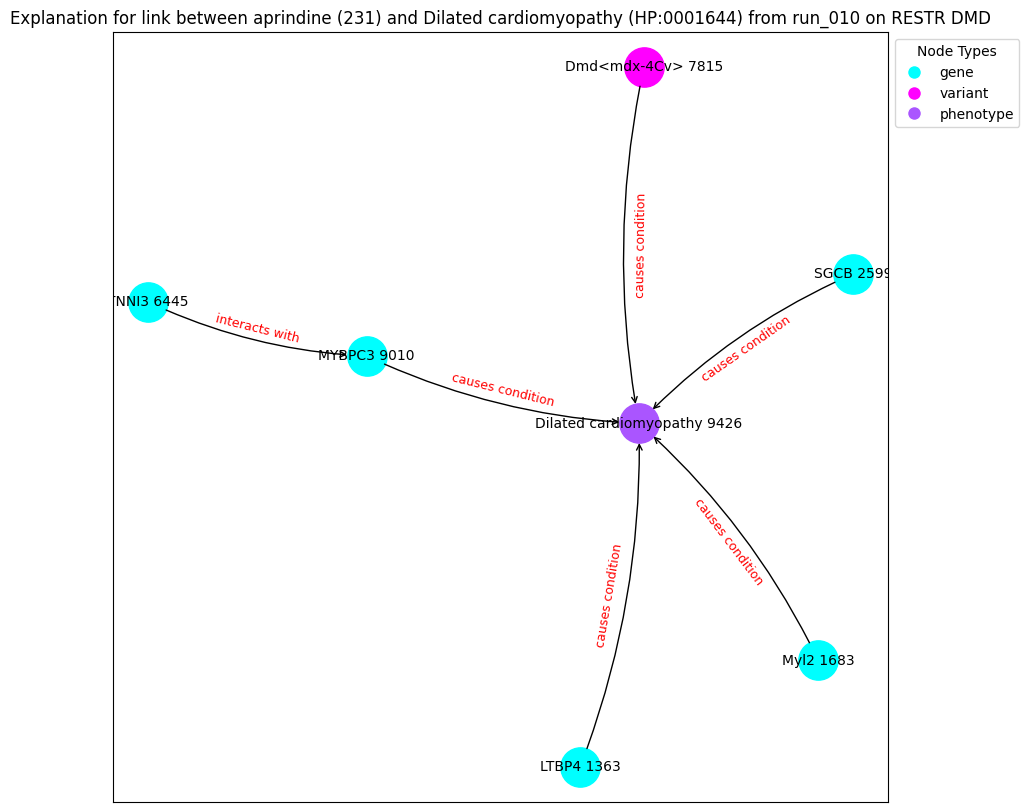 Explanation for link between aprindine (231) and Dilated cardiomyopathy (HP:0001644) from run_010 on RESTR DMD
Node Types
gene
variant
phenotype
Dmd<mdx-4Cv> 7815
causes condition
SGCB 2599
causes condition
TNNI3 6445
interacts with
MYBPC3 9010
causes condition
Dilated cardiomyopathy 9426
causes condition
causes condition
Myl2 1683
LTBP4 1363